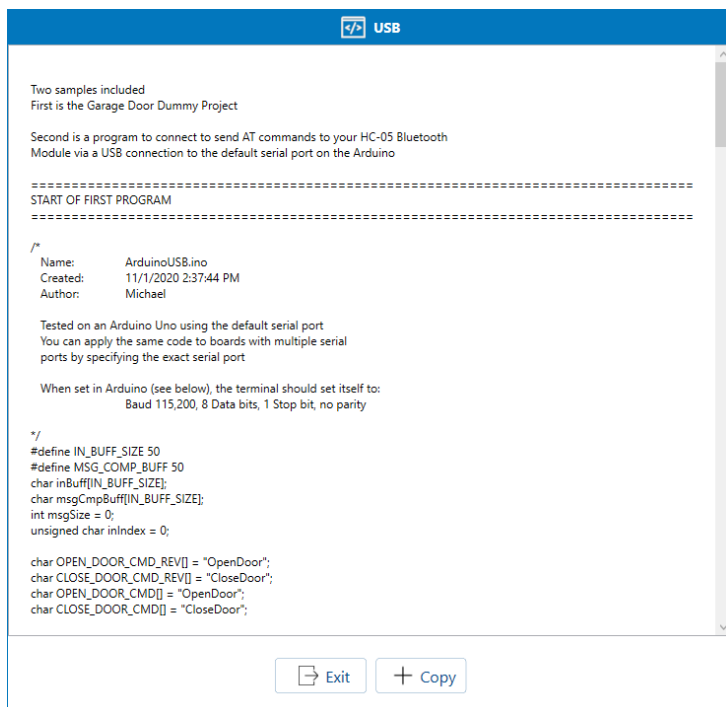 USB
Two samples included
First is the Garage Door Dummy Project
Second is a program to connect to send AT commands to your HC-05 Bluetooth
Module via a USB connection to the default serial port on the Arduino
==================================================================================
START OF FIRST PROGRAM
==================================================================================
/*
Name: ArduinoUSB.ino
Created: 11/1/2020 2:37:44 PM
Author: Michael
Tested on an Arduino Uno using the default serial port
You can apply the same code to boards with multiple serial
ports by specifying the exact serial port
When set in Arduino (see below), the terminal should set itself to:
Baud 115,200, 8 Data bits, 1 Stop bit, no parity
*/
#define IN_BUFF_SIZE 50
#define MSG_COMP_BUFF 50
char inBuff[IN_BUFF_SIZE];
char msgCmpBuff[IN_BUFF_SIZE];
int msgSize = 0;
unsigned char inIndex = 0;
char OPEN_DOOR_CMD_REV[] = "OpenDoor";
char CLOSE_DOOR_CMD_REV[] = "CloseDoor";
char OPEN_DOOR_CMD[] = "OpenDoor";
char CLOSE_DOOR_CMD[] = "CloseDoor";
Exit Copy